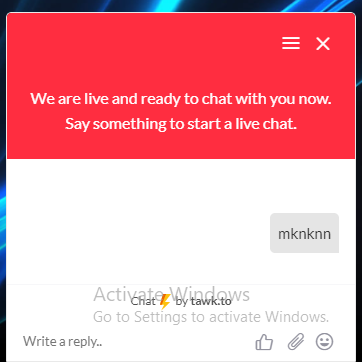 We are live and ready to chat with you now.
Say something to start a live chat.
mknknn
Activate Windows
Chat by tawk.to
Go to Settings to activate Windows.
Write a reply..